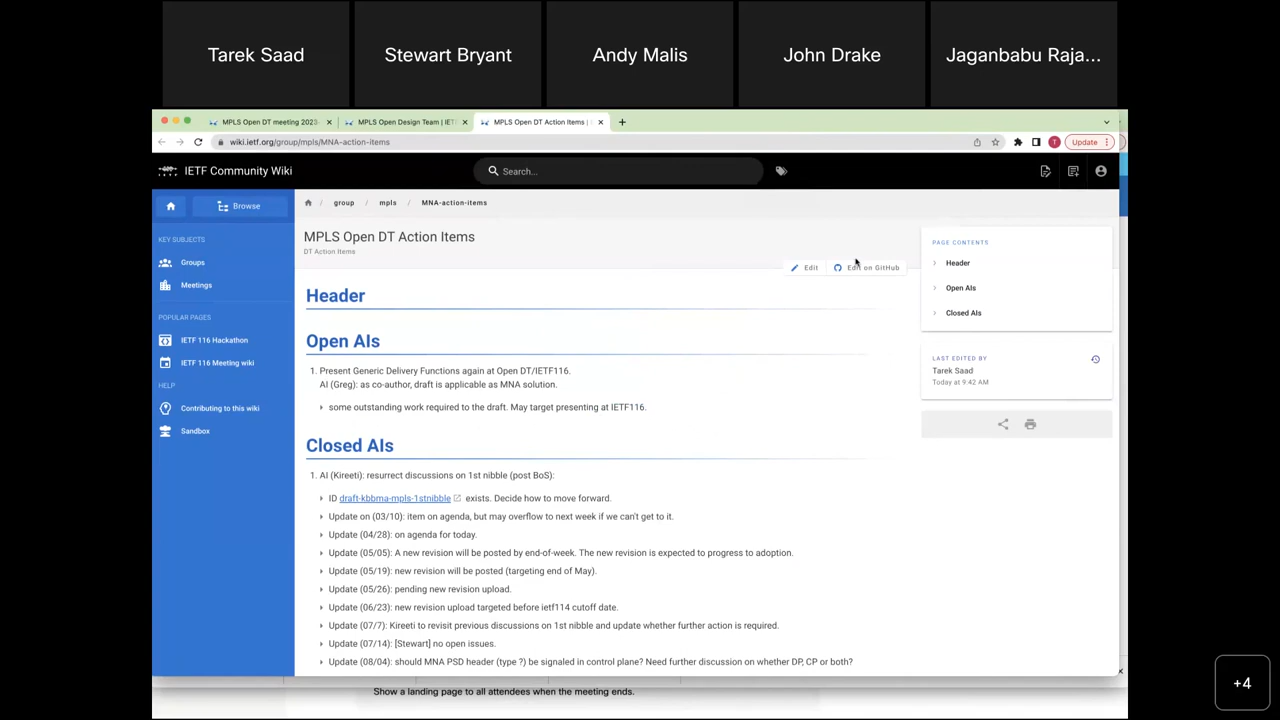 Tarek Saad
Stewart Bryant
Andy Malis
John Drake
Jaganbabu Raja...
MPLS Open DT meeting 2023-
MPLS Open Design Team | IET
MPLS Open DT Action Items |
wiki.ietf.org/group/mpls/MNA-action-items
T
Update
IETF Community Wiki
Search...
Browse
/ group / mpls / MNA-action-items
KEY SUBJECTS
Groups
Meetings
POPULAR PAGES
IETF 116 Hackathon
IETF 116 Meeting wiki
HELP
Contributing to this wiki
Sandbox
MPLS Open DT Action Items
DT Action Items
Edit
Edit on GitHub
Header
Open AIs
1. Present Generic Delivery Functions again at Open DT/IETF116.
AI (Greg): as co-author, draft is applicable as MNA solution.
some outstanding work required to the draft. May target presenting at IETF116.
Closed AIs
1. AI (Kireeti): resurrect discussions on 1st nibble (post BoS):
ID draft-kbbma-mpls-1stnibble exists. Decide how to move forward.
Update on (03/10): item on agenda, but may overflow to next week if we can't get to it.
Update (04/28): on agenda for today.
Update (05/05): A new revision will be posted by end-of-week. The new revision is expected to progress to adoption.
Update (05/19): new revision will be posted (targeting end of May).
Update (05/26): pending new revision upload.
Update (06/23): new revision upload targeted before ietf114 cutoff date.
Update (07/7): Kireeti to revisit previous discussions on 1st nibble and update whether further action is required.
Update (07/14): [Stewart] no open issues.
Update (08/04): should MNA PSD header (type ?) be signaled in control plane? Need further discussion on whether DP, CP or both?
PAGE CONTENTS
Header
Open AIs
Closed AIs
LAST EDITED BY
Tarek Saad
Today at 9:42 AM
Show a landing page to all attendees when the meeting ends.
+4